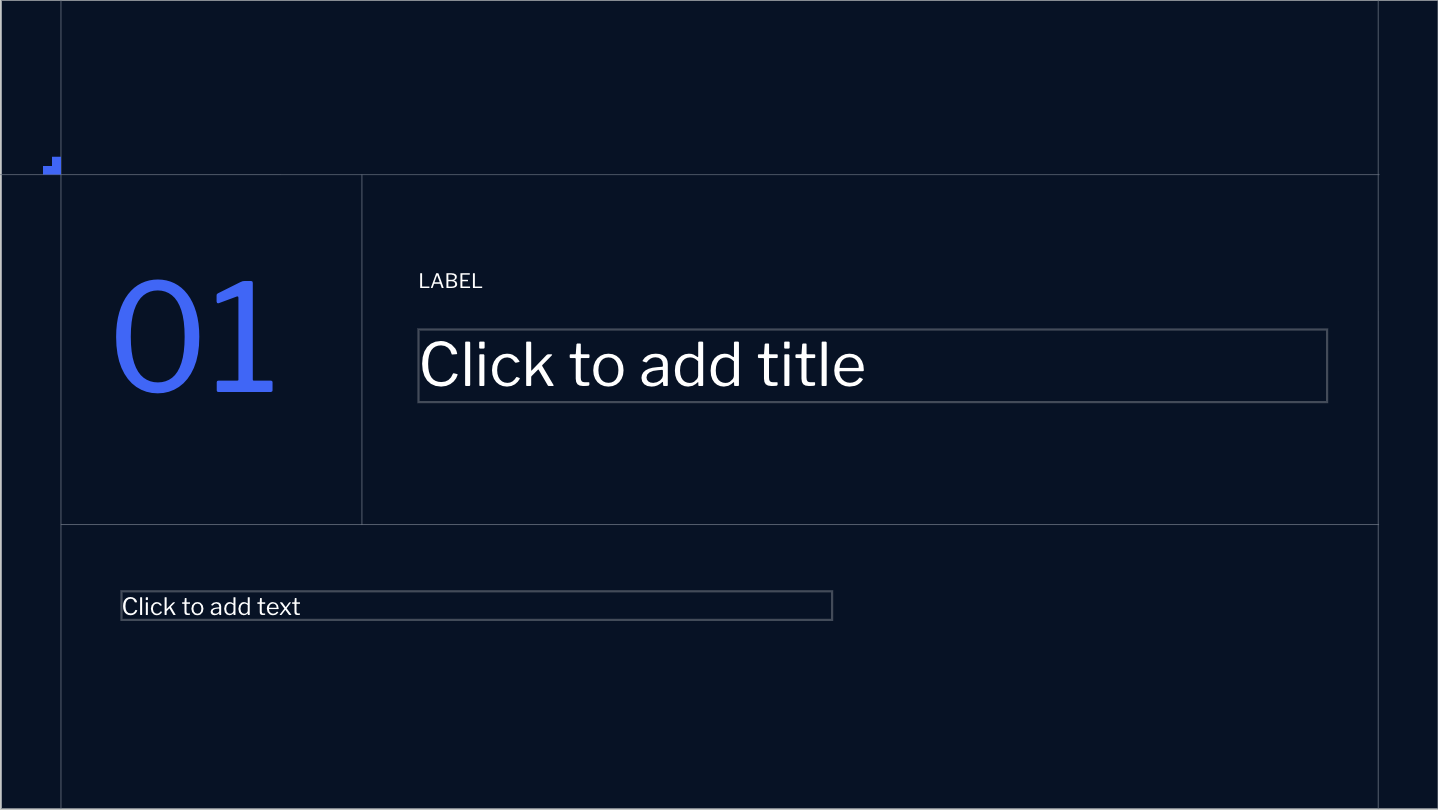 01
LABEL
Click to add title
Click to add text